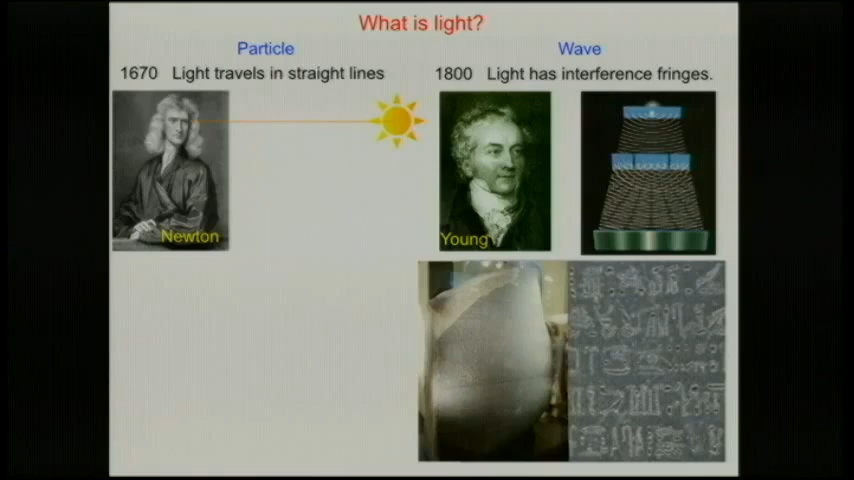 What is light?
Particle
1670 Light travels in straight lines
Newton
Wave
1800 Light has interference fringes.
Young